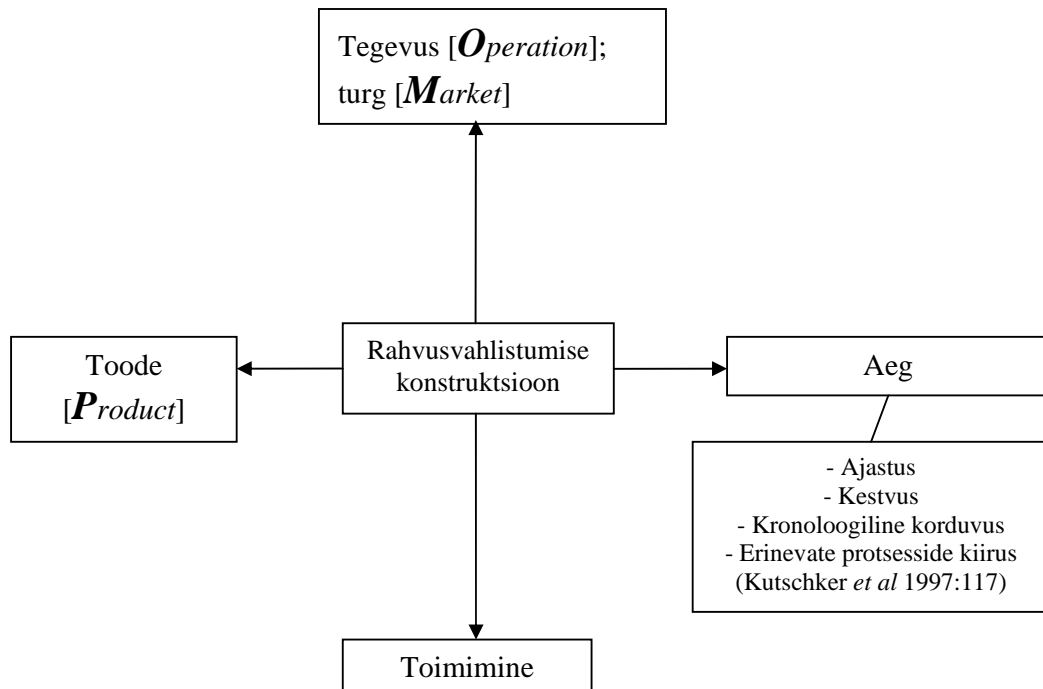 Tegevus [Operation];
turg [Market]
Toode
[Product]
Rahvusvahlistumise
konstruktsioon
Aeg
- Ajastus
- Kestvus
- Kronoloogiline korduvus
- Erinevate protsesside kiirus
(Kutschker et al 1997:117)
Toimimine